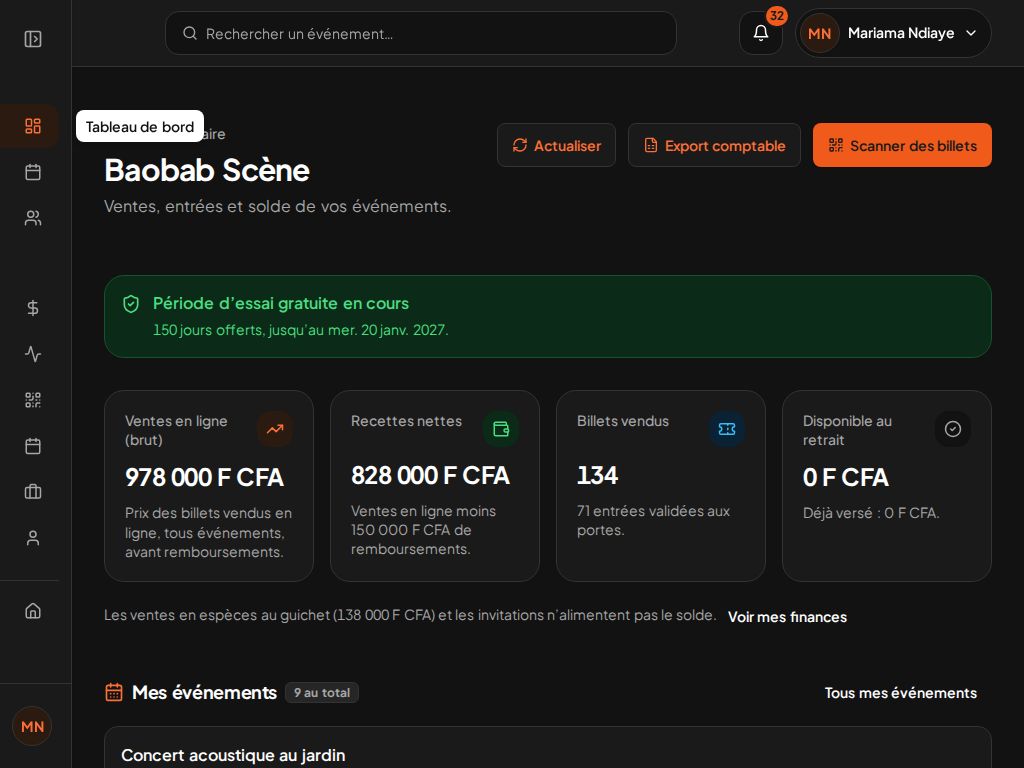 Rechercher un événement…
32
MN
Mariama Ndiaye
Tableau de bord
aire
Actualiser
Export comptable
Scanner des billets
Baobab Scène
Ventes, entrées et solde de vos événements.
Période d’essai gratuite en cours
150 jours offerts, jusqu’au mer. 20 janv. 2027.
Ventes en ligne
(brut)
978 000 F CFA
Prix des billets vendus en
ligne, tous événements,
avant remboursements.
Recettes nettes
828 000 F CFA
Ventes en ligne moins
150 000 F CFA de
remboursements.
Billets vendus
134
71 entrées validées aux
portes.
Disponible au
retrait
0 F CFA
Déjà versé : 0 F CFA.
Les ventes en espèces au guichet (138 000 F CFA) et les invitations n’alimentent pas le solde.
Voir mes finances
Mes événements
9 au total
Tous mes événements
MN
Concert acoustique au jardin